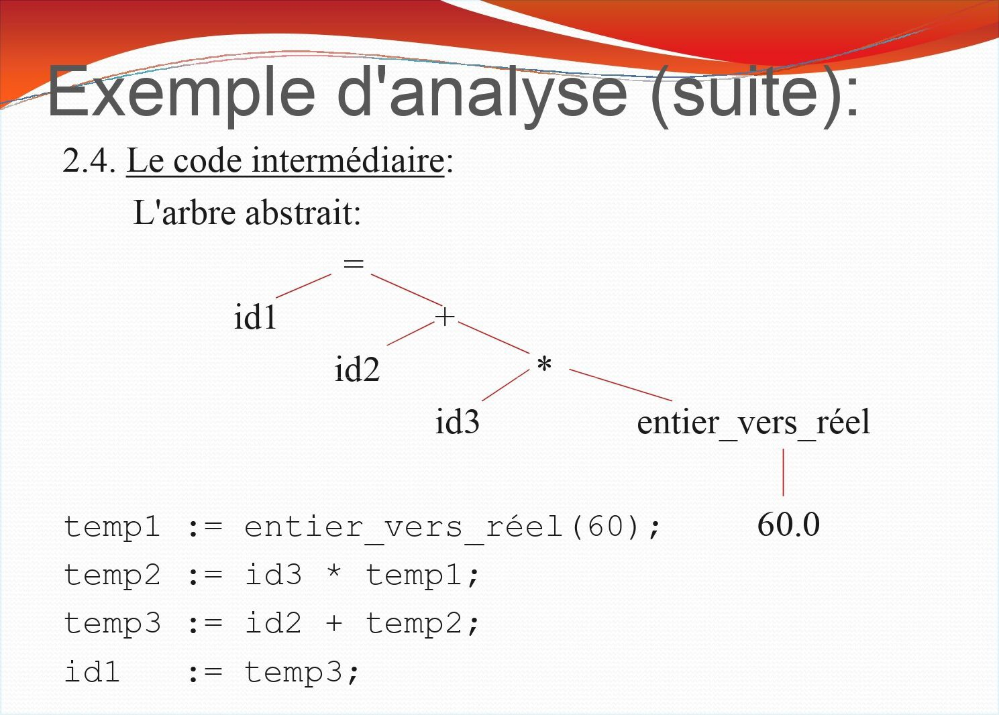 Exemple d'analyse (suite):
2.4. Le code intermédiaire:
L'arbre abstrait:
=
id1 +
id2 *
id3 entier_vers_réel
temp1 := entier_vers_réel(60); 60.0
temp2 := id3 * temp1;
temp3 := id2 + temp2;
id1 := temp3;